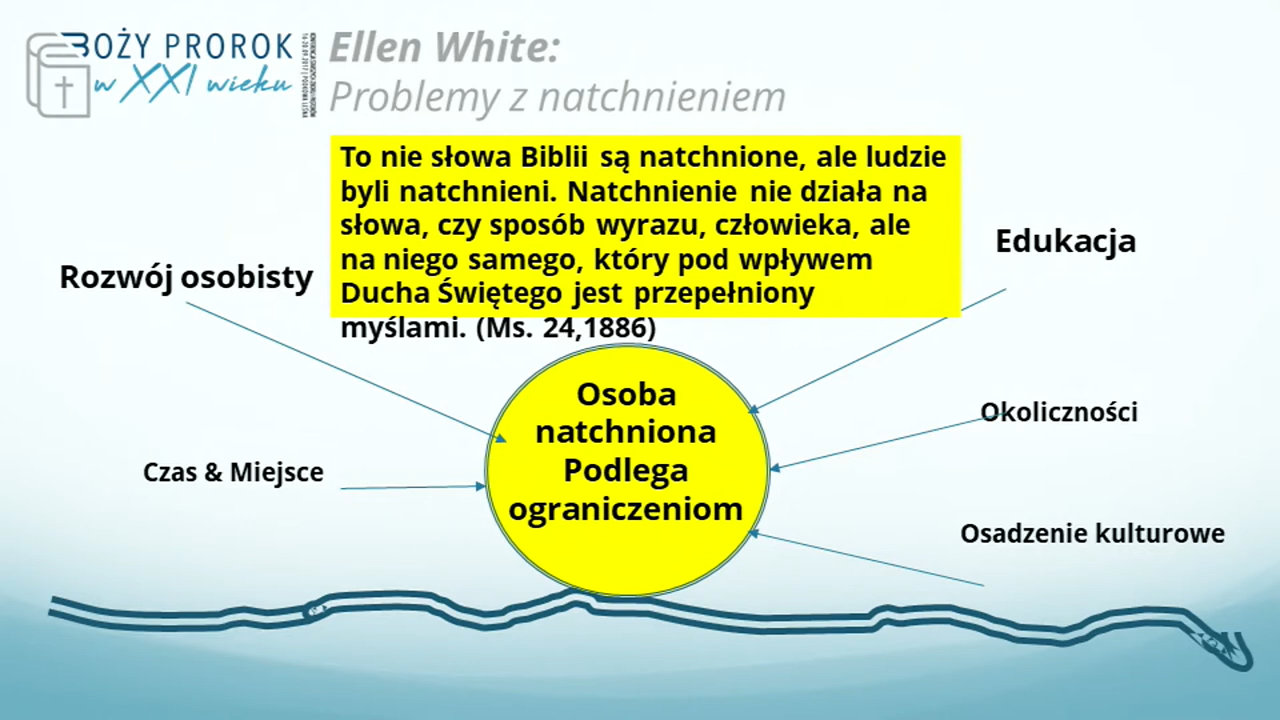 BOŻY PROROK
w XXI wieku
Ellen White:
Problemy z natchnieniem
To nie słowa Biblii są natchnione, ale ludzie
byli natchnieni. Natchnienie nie działa na
słowa, czy sposób wyrazu, człowieka, ale
na niego samego, który pod wpływem
Ducha Świętego jest przepełniony
myślami. (Ms. 24,1886)
Rozwój osobisty
Edukacja
Osoba
natchniona
Podlega
ograniczeniom
Okoliczności
Czas & Miejsce
Osadzenie kulturowe